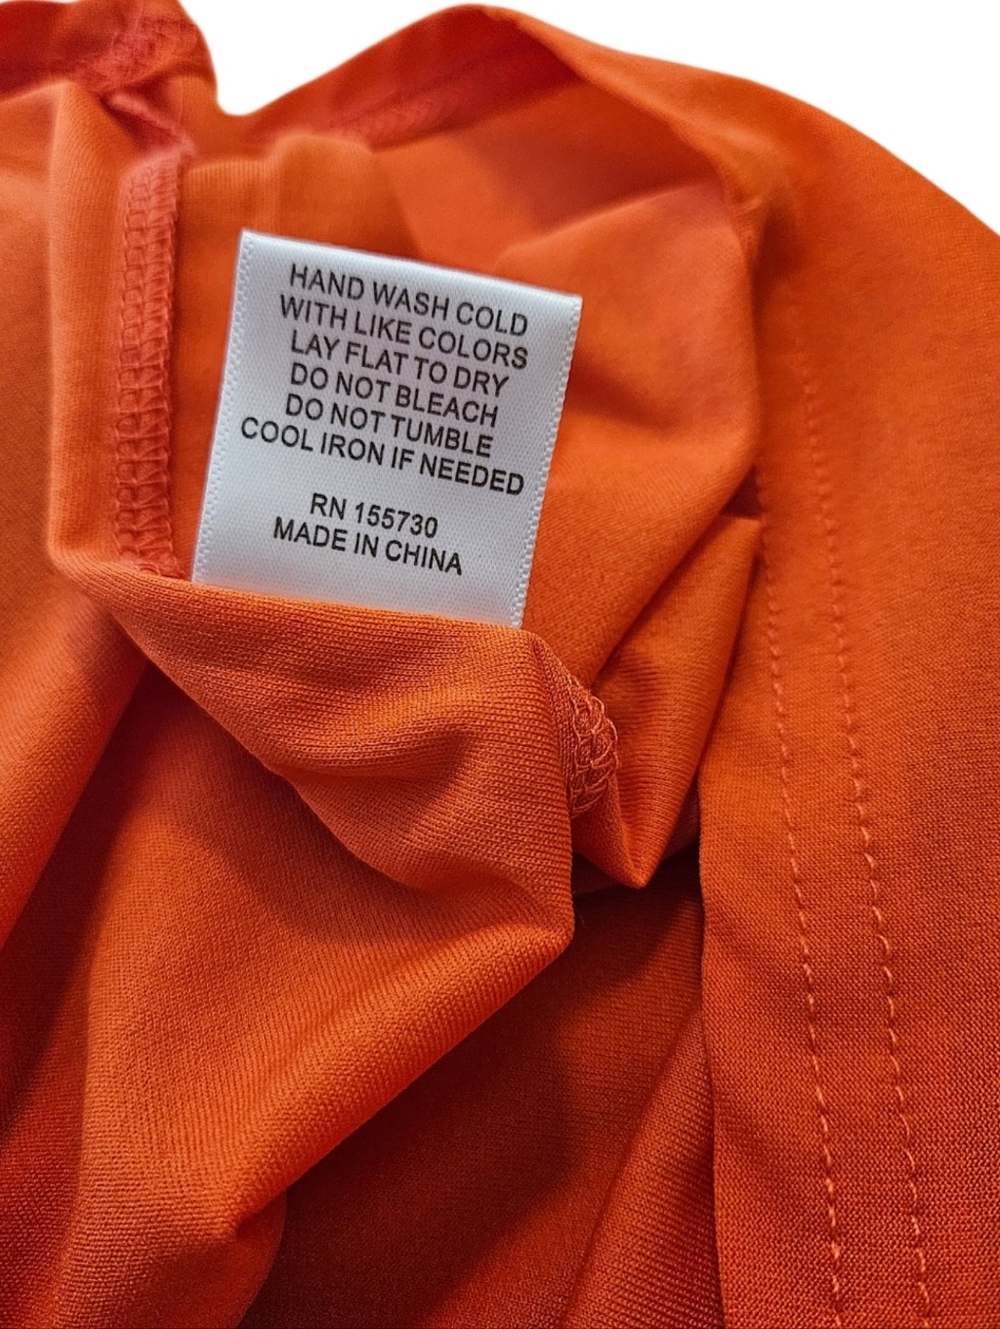 HAND WASH COLD
WITH LIKE COLORS
LAY FLAT TO DRY
DO NOT BLEACH
DO NOT TUMBLE
COOL IRON IF NEEDED
RN 155730
MADE IN CHINA